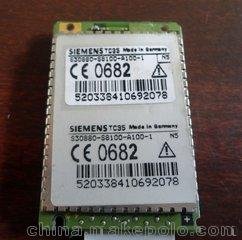 SIEMENS TC35 Made in Germany
S30880-S8100-A100-1 N5
CE 0682
520338410692078
SIEMENS TC35 Made in Germany
S30880-S8100-A100-1 N5
CE 0682
520338410692078
china.makepolo.com